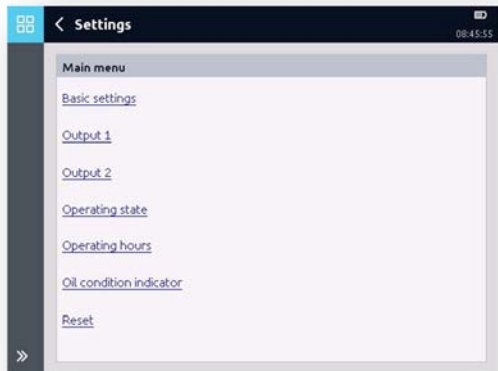 Settings
08:45:55
Main menu
Basic settings
Output 1
Output 2
Operating state
Operating hours
Oil condition indicator
Reset